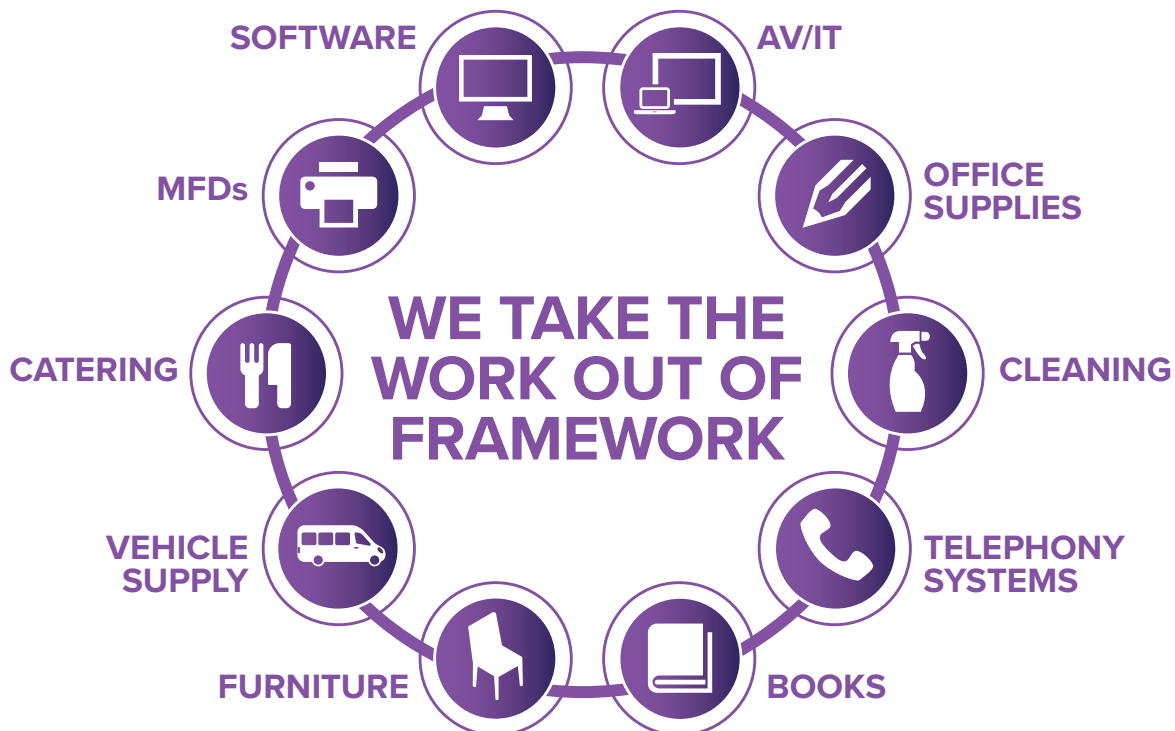 SOFTWARE
AV/IT
MFDs
OFFICE
SUPPLIES
WE TAKE THE
WORK OUT OF
FRAMEWORK
CATERING
CLEANING
VEHICLE
SUPPLY
TELEPHONY
SYSTEMS
FURNITURE
BOOKS